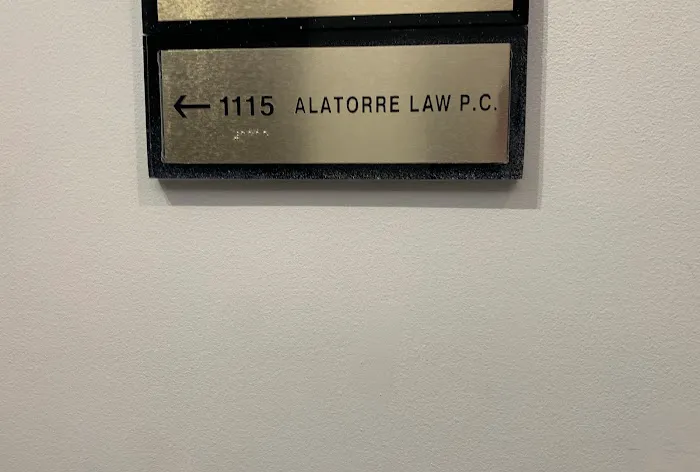 ← 1115 ALATORRE LAW P.C.